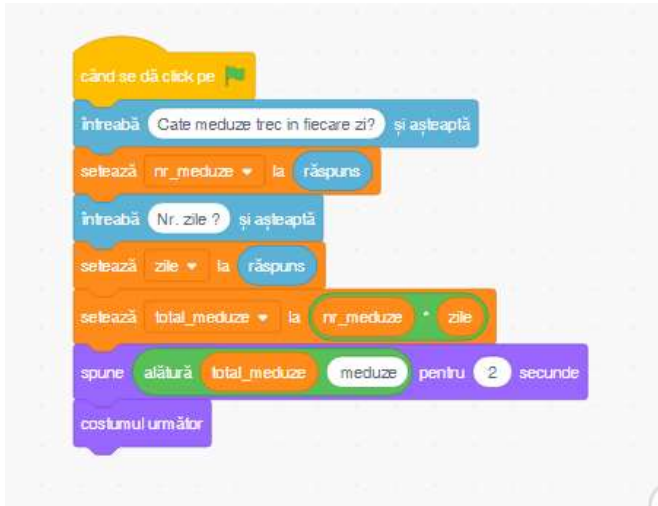 când se dă click pe
întreabă Cate meduze trec in fiecare zi? și așteaptă
setează nr_meduze la răspuns
întreabă Nr. zile ? și așteaptă
setează zile la răspuns
setează total_meduze la nr_meduze * zile
spune alătură total_meduze meduze pentru 2 secunde
costumul următor